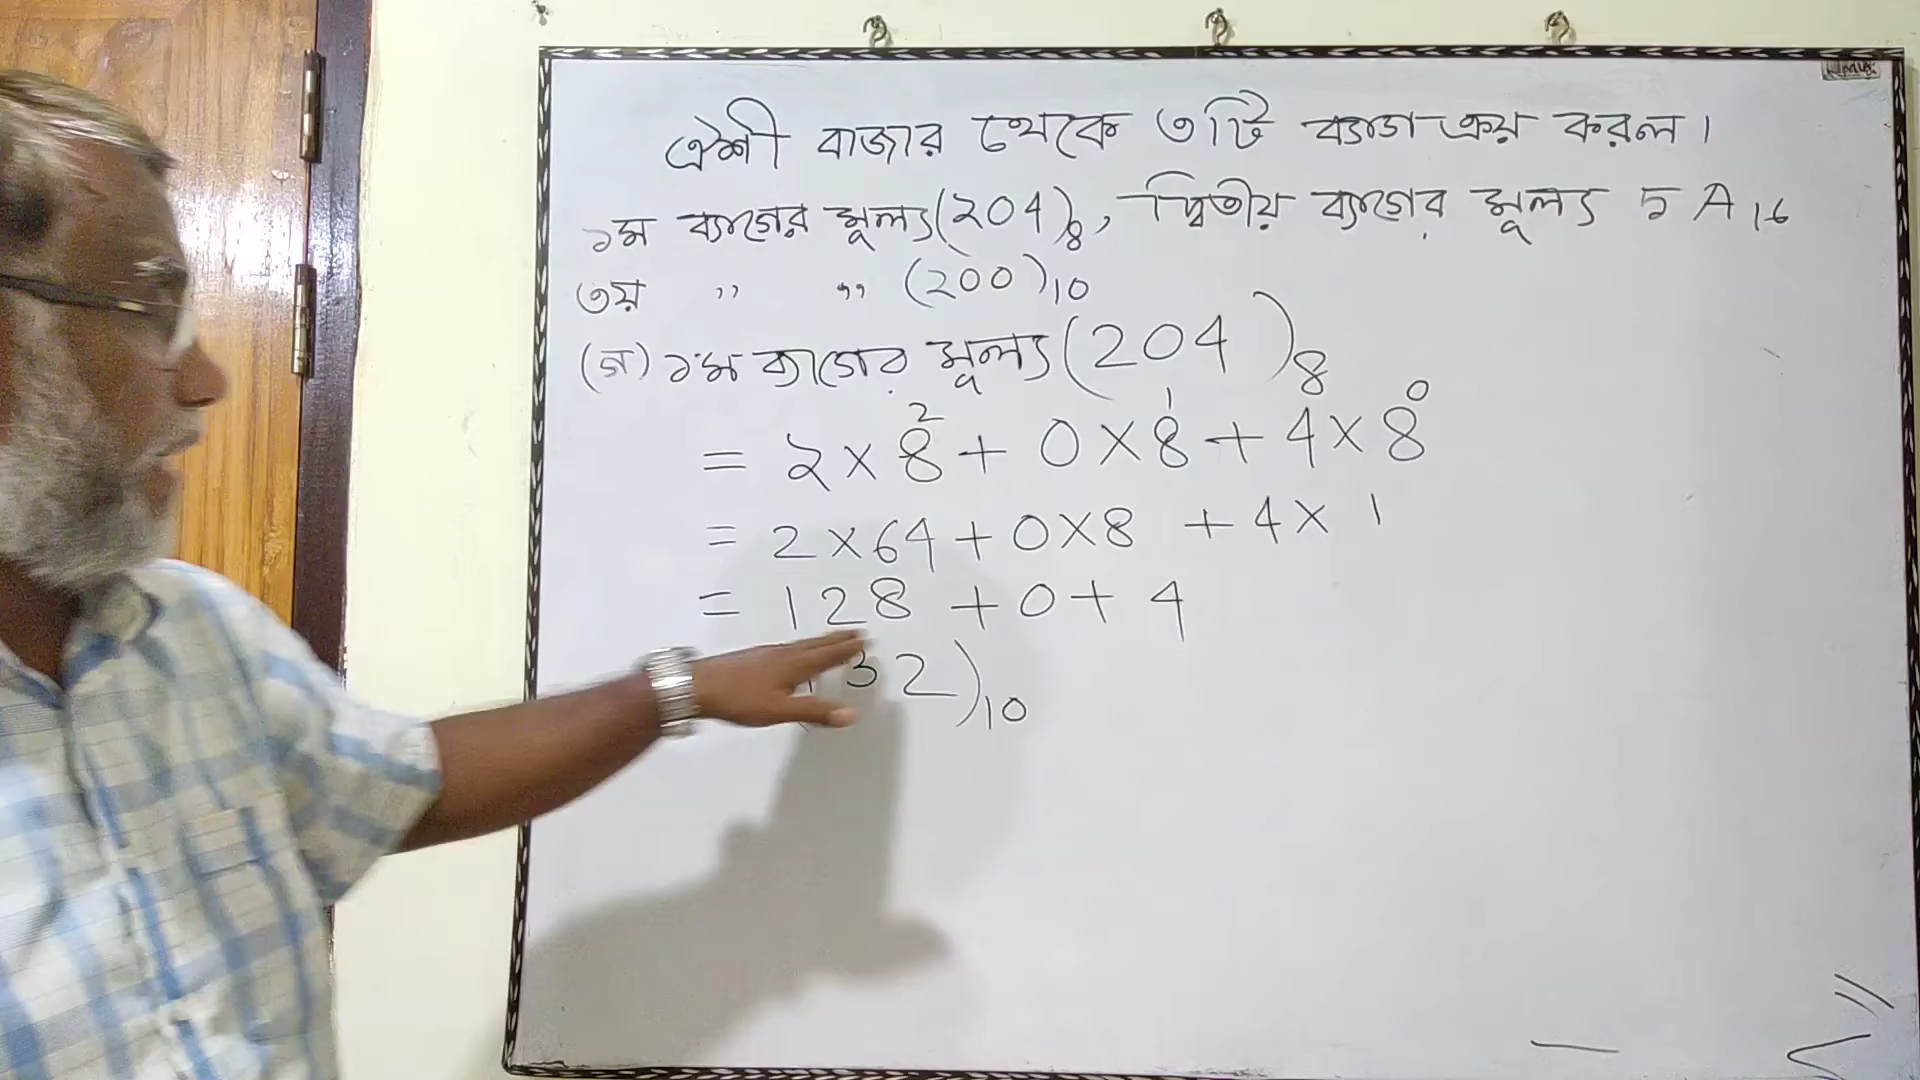 ঐশী বাজার থেকে ৩টি ব্যাগ ক্রয় করল।
১ম ব্যাগের মূল্য (204)₈, দ্বিতীয় ব্যাগের মূল্য 5A₁₆
৩য় " " (200)₁₀
(গ) ১ম ব্যাগের মূল্য (204)₈
= 2×8² + 0×8¹ + 4×8⁰
= 2×64 + 0×8 + 4×1
= 128 + 0 + 4
132)₁₀